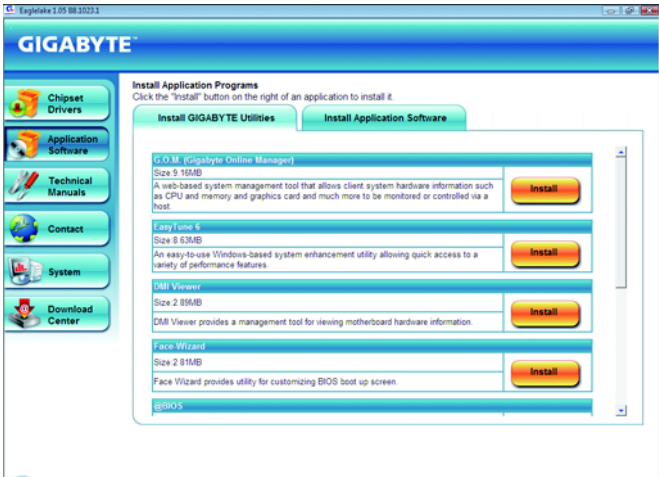 Eaglelake 1.05 B8.1023.1
GIGABYTE™
Chipset
Drivers
Application
Software
Technical
Manuals
Contact
System
Download
Center
Install Application Programs
Click the "Install" button on the right of an application to install it.
Install GIGABYTE Utilities
Install Application Software
G.O.M. (Gigabyte Online Manager)
Size:9.16MB
A web-based system management tool that allows client system hardware information such
as CPU and memory and graphics card and much more to be monitored or controlled via a
host.
Install
EasyTune 6
Size:8.63MB
An easy-to-use Windows-based system enhancement utility allowing quick access to a
variety of performance features.
Install
DMI Viewer
Size:2.89MB
DMI Viewer provides a management tool for viewing motherboard hardware information.
Install
Face-Wizard
Size:2.81MB
Face Wizard provides utility for customizing BIOS boot up screen.
Install
@BIOS